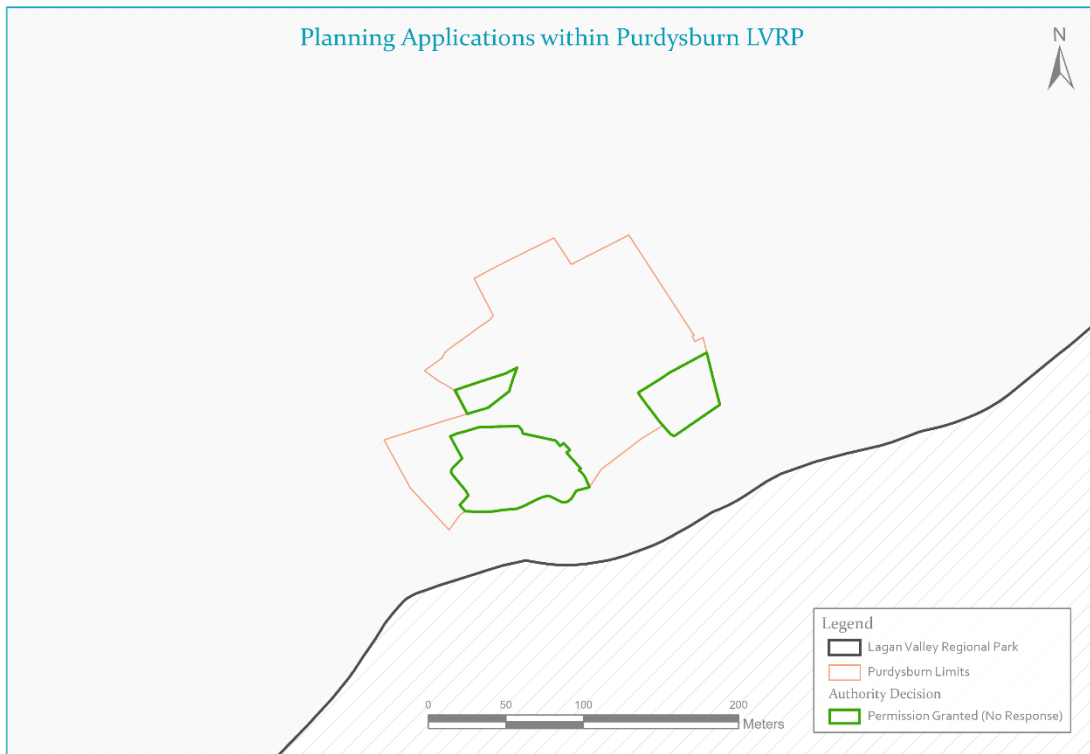 Planning Applications within Purdysburn LVRP
N
Legend
Lagan Valley Regional Park
Purdysburn Limits
Authority Decision
Permission Granted (No Response)
0 50 100 200
Meters